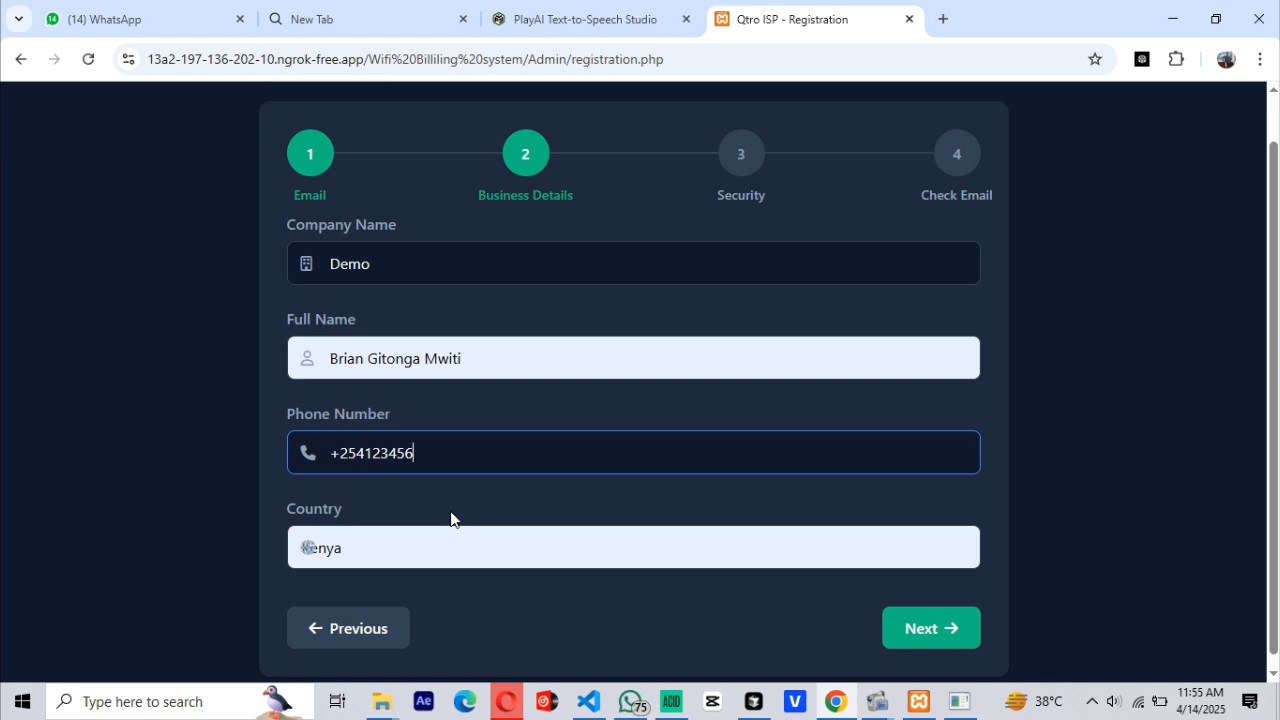 (14) WhatsApp
New Tab
PlayAI Text-to-Speech Studio
Qtro ISP - Registration
13a2-197-136-202-10.ngrok-free.app/Wifi%20Billiling%20system/Admin/registration.php
1
2
3
4
Email
Business Details
Security
Check Email
Company Name
Demo
Full Name
Brian Gitonga Mwiti
Phone Number
+254123456
Country
Kenya
Previous
Next
Type here to search
Ae
75
ACID
V
38°C
11:55 AM
4/14/2025